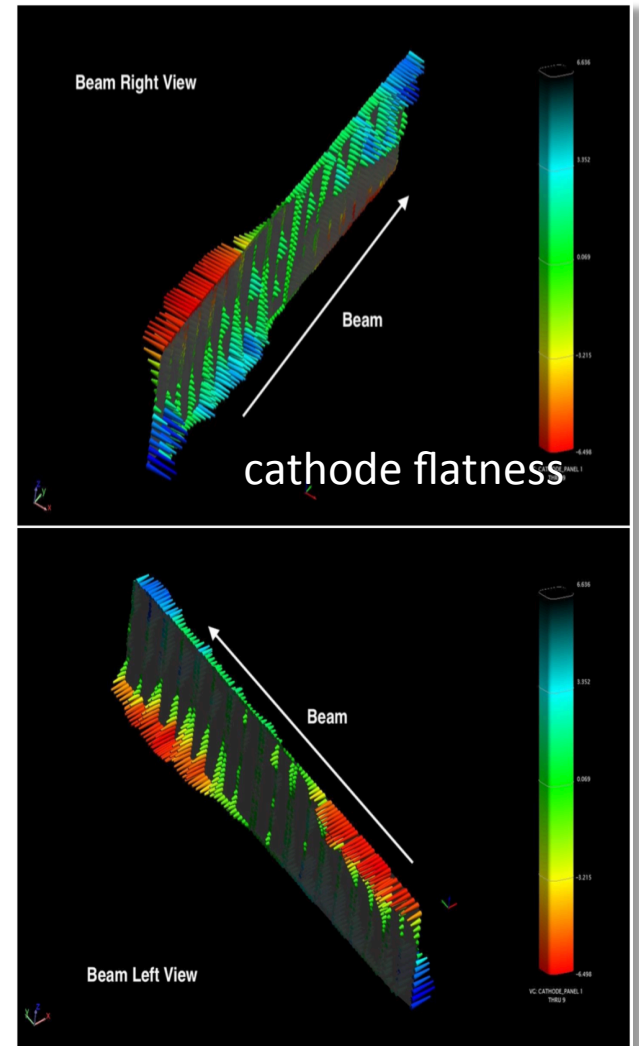 Beam Right View
6.636
3.352
0.069
-3.215
Beam
-6.498
cathode flatness
6.636
3.352
0.069
Beam
-3.215
-6.498
Beam Left View
VC: CATHODE_PANEL I
THRU 9